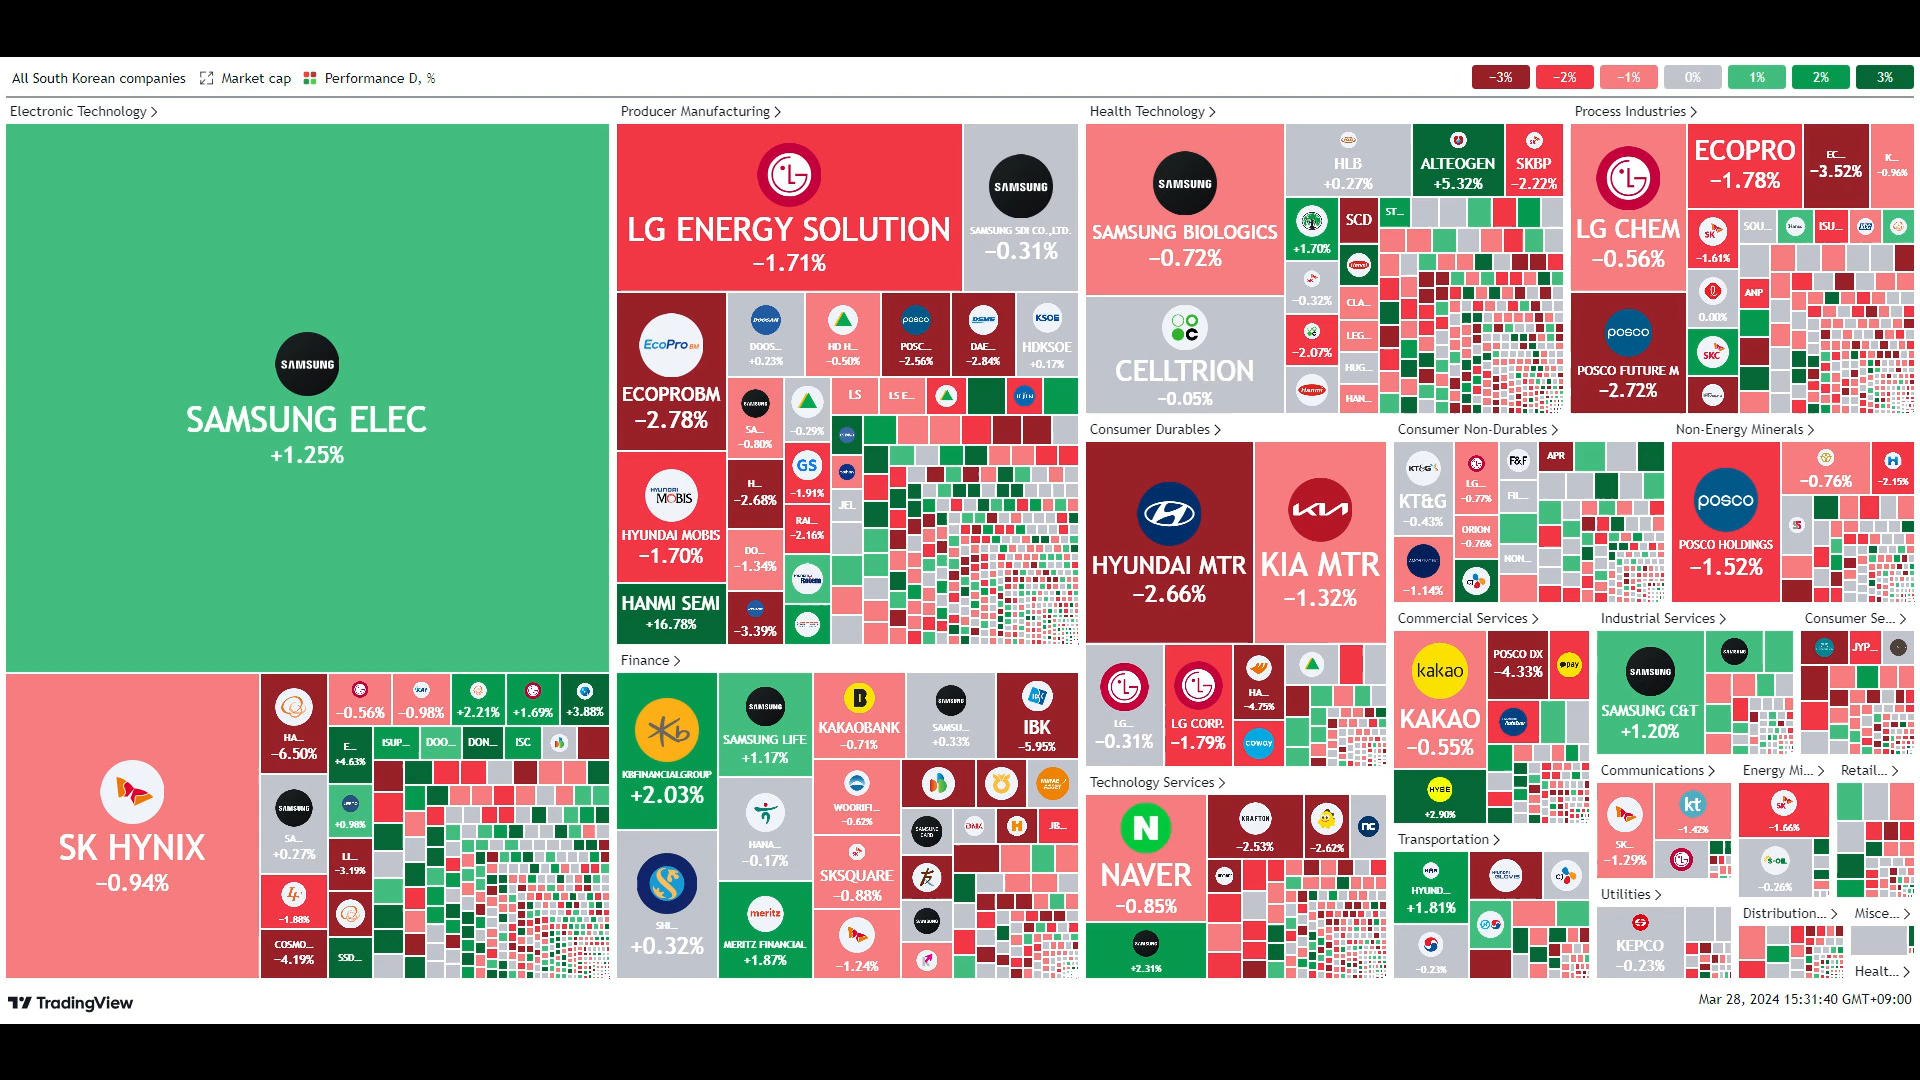 All South Korean companies Market cap Performance D, %
−3% −2% −1% 0% 1% 2% 3%
Electronic Technology
SAMSUNG
SAMSUNG ELEC
+1.25%
SK HYNIX
−0.94%
HA...
−6.50%
SAMSUNG
SA...
+0.27%
−1.88%
COSMO...
−4.19%
−0.56%
−0.98%
+2.21%
+1.69%
+3.88%
E...
+4.63%
+0.98%
LI...
−3.19%
SSD...
ISUP...
DOO...
DON...
ISC
Producer Manufacturing
LG ENERGY SOLUTION
−1.71%
SAMSUNG
SAMSUNG SDI CO.,LTD.
−0.31%
EcoPro BM
ECOPROBM
−2.78%
HYUNDAI MOBIS
HYUNDAI MOBIS
−1.70%
HANMI SEMI
+16.78%
DOOSAN
DOOS...
+0.23%
HD H...
−0.50%
posco
POSC...
−2.56%
DSME
DAE...
−2.84%
KSOE
HDKSOE
+0.17%
SAMSUNG
SA...
−0.80%
H...
−2.68%
DO...
−1.34%
−3.39%
−0.29%
GS
−1.91%
RAI...
−2.16%
LS
LS E...
JEL
Finance
KBFINANCIALGROUP
+2.03%
SHI...
+0.32%
SAMSUNG
SAMSUNG LIFE
+1.17%
HANA...
−0.17%
meritz
MERITZ FINANCIAL
+1.87%
KAKAOBANK
−0.71%
WOORIFI...
−0.62%
SKSQUARE
−0.88%
−1.24%
SAMSUNG
SAMSU...
+0.33%
IBK
−5.95%
MIRAE ASSET
SAMSUNG CARD
JB...
Health Technology
SAMSUNG
SAMSUNG BIOLOGICS
−0.72%
CELLTRION
−0.05%
HLB
+0.27%
ALTEOGEN
+5.32%
SKBP
−2.22%
+1.70%
−0.32%
−2.07%
Hanmi
SCD
ST...
CLA...
LEG...
HUG...
HAN...
Process Industries
LG CHEM
−0.56%
posco
POSCO FUTURE M
−2.72%
ECOPRO
−1.78%
EC...
−3.52%
K...
−0.96%
SK
−1.61%
0.00%
SKC
SOU...
ISU...
ANP
Consumer Durables
HYUNDAI MTR
−2.66%
KIA MTR
−1.32%
LG...
−0.31%
LG CORP.
−1.79%
HA...
−4.75%
coway
Consumer Non-Durables
KT&G
KT&G
−0.43%
−1.14%
LG...
−0.77%
ORION
−0.76%
CJ
F&F
FIL...
NON...
APR
Non-Energy Minerals
posco
POSCO HOLDINGS
−1.52%
−0.76%
−2.15%
Technology Services
NAVER
−0.85%
SAMSUNG
+2.31%
KRAFTON
−2.53%
−2.62%
nc
Commercial Services
kakao
KAKAO
−0.55%
HYBE
+2.90%
POSCO DX
−4.33%
pay
Industrial Services
SAMSUNG
SAMSUNG C&T
+1.20%
SAMSUNG
Consumer Se...
JYP...
Communications
SK...
−1.29%
kt
−1.42%
Energy Mi...
−1.66%
S-OIL
−0.26%
Retail...
Transportation
HMM
HYUND...
+1.81%
−0.23%
HYUNDAI GLOVIS
CJ
Utilities
KEPCO
−0.23%
Distribution...
Misce...
Healt...
TradingView
Mar 28, 2024 15:31:40 GMT+09:00